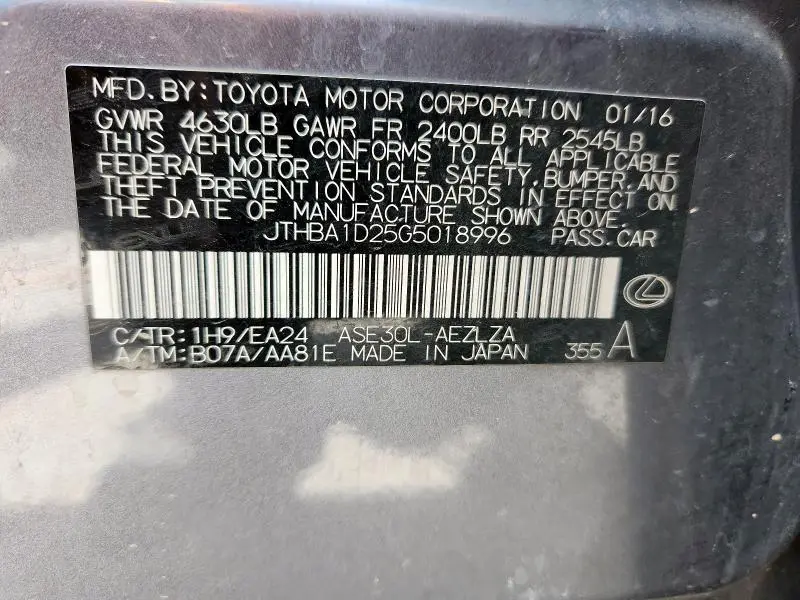 MFD.BY:TOYOTA MOTOR CORPORATION 01/16
GVWR 4630LB GAWR FR 2400LB RR 2545LB
THIS VEHICLE CONFORMS TO ALL APPLICABLE
FEDERAL MOTOR VEHICLE SAFETY,BUMPER,AND
THEFT PREVENTION STANDARDS IN EFFECT ON
THE DATE OF MANUFACTURE SHOWN ABOVE.
JTHBA1D25G5018996 PASS.CAR
C/TR:1H9/EA24 ASE30L-AEZLZA
A/TM:B07A/AA81E MADE IN JAPAN 355 A